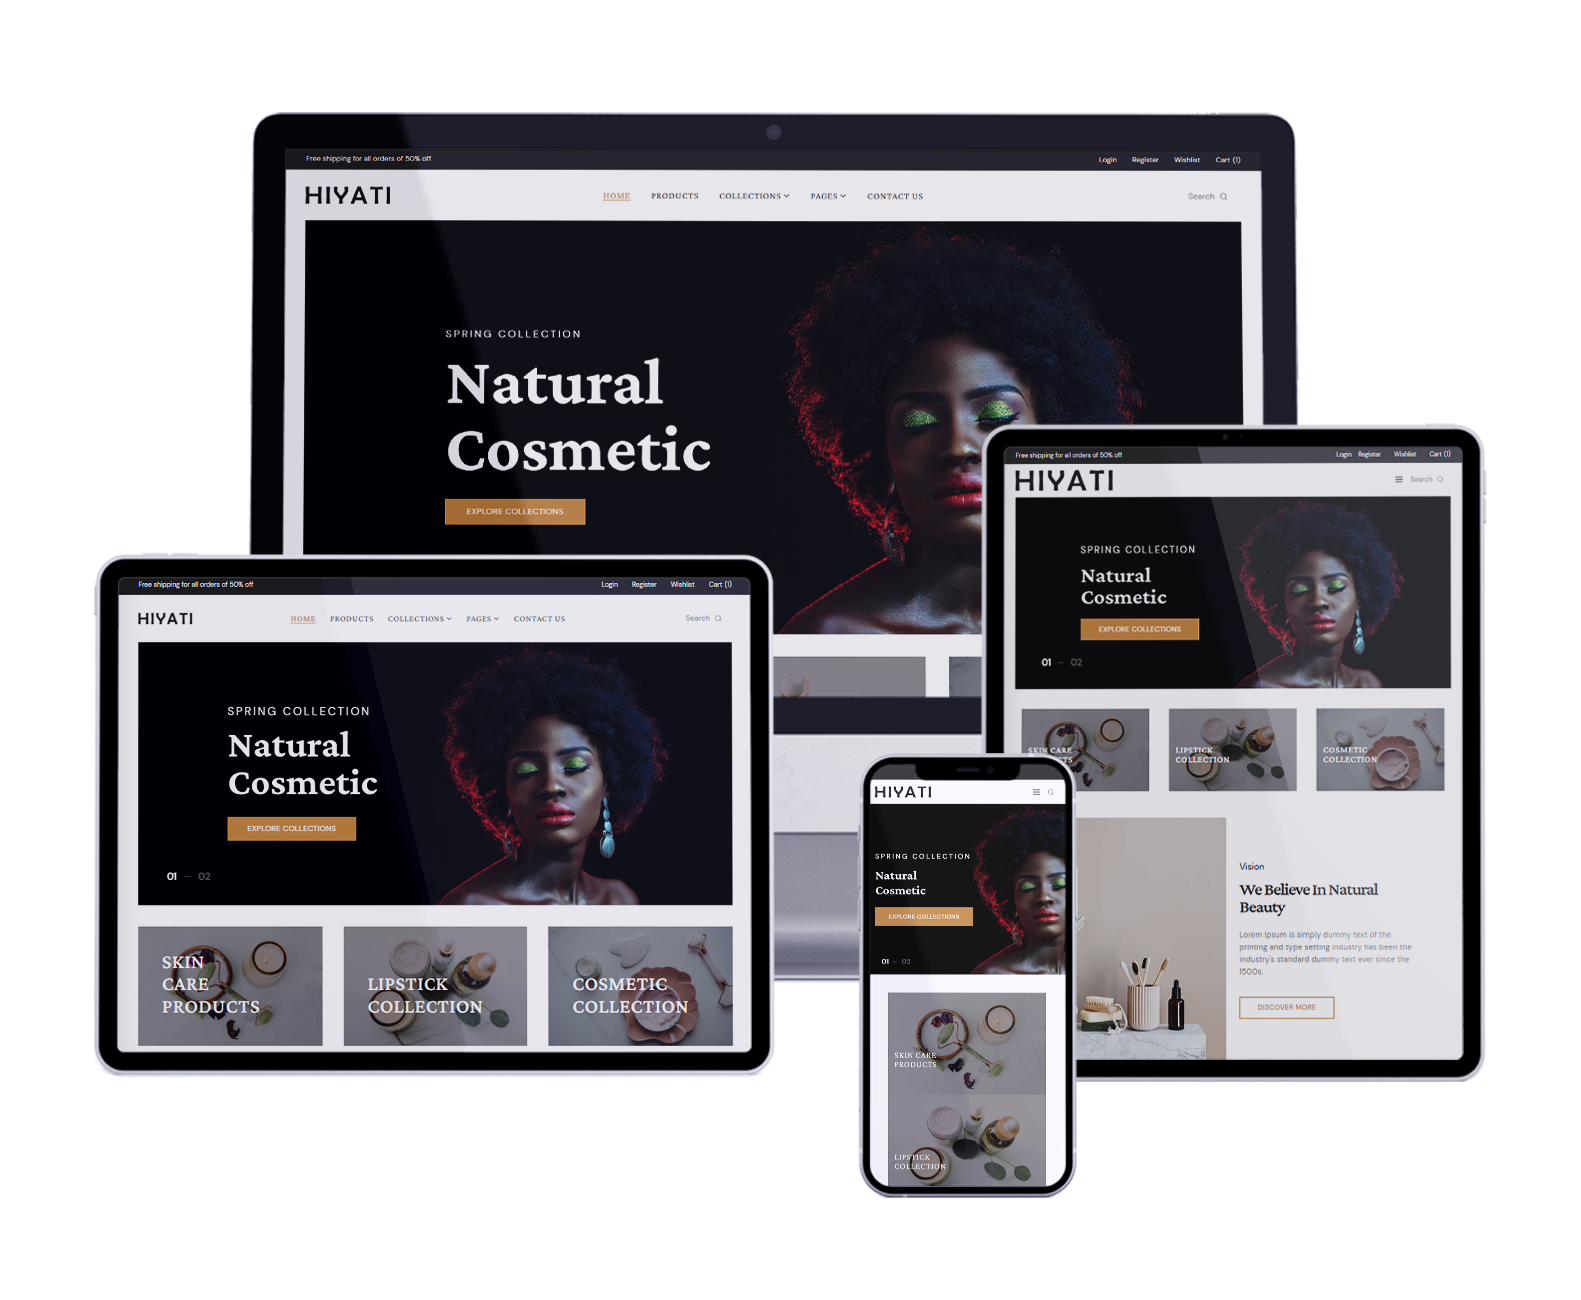 Free shipping for all orders of 50% off
Login Register Wishlist Cart (1)
HIYATI
HOME PRODUCTS COLLECTIONS PAGES CONTACT US
Search
SPRING COLLECTION
Natural
Cosmetic
EXPLORE COLLECTIONS
Free shipping for all orders of 50% off
Login Register Wishlist Cart (1)
HIYATI
Search
SPRING COLLECTION
Natural
Cosmetic
EXPLORE COLLECTIONS
01 — 02
SKIN CARE
LIPSTICK
COLLECTION
COSMETIC
COLLECTION
Vision
We Believe In Natural
Beauty
Lorem Ipsum is simply dummy text of the
printing and type setting industry has been the
industry's standard dummy text ever since the
1500s.
DISCOVER MORE
Free shipping for all orders of 50% off
Login Register Wishlist Cart (1)
HIYATI
HOME PRODUCTS COLLECTIONS PAGES CONTACT US
Search
SPRING COLLECTION
Natural
Cosmetic
EXPLORE COLLECTIONS
01 — 02
SKIN
CARE
PRODUCTS
LIPSTICK
COLLECTION
COSMETIC
COLLECTION
HIYATI
SPRING COLLECTION
Natural
Cosmetic
EXPLORE COLLECTIONS
01 — 02
SKIN CARE
PRODUCTS
LIPSTICK
COLLECTION